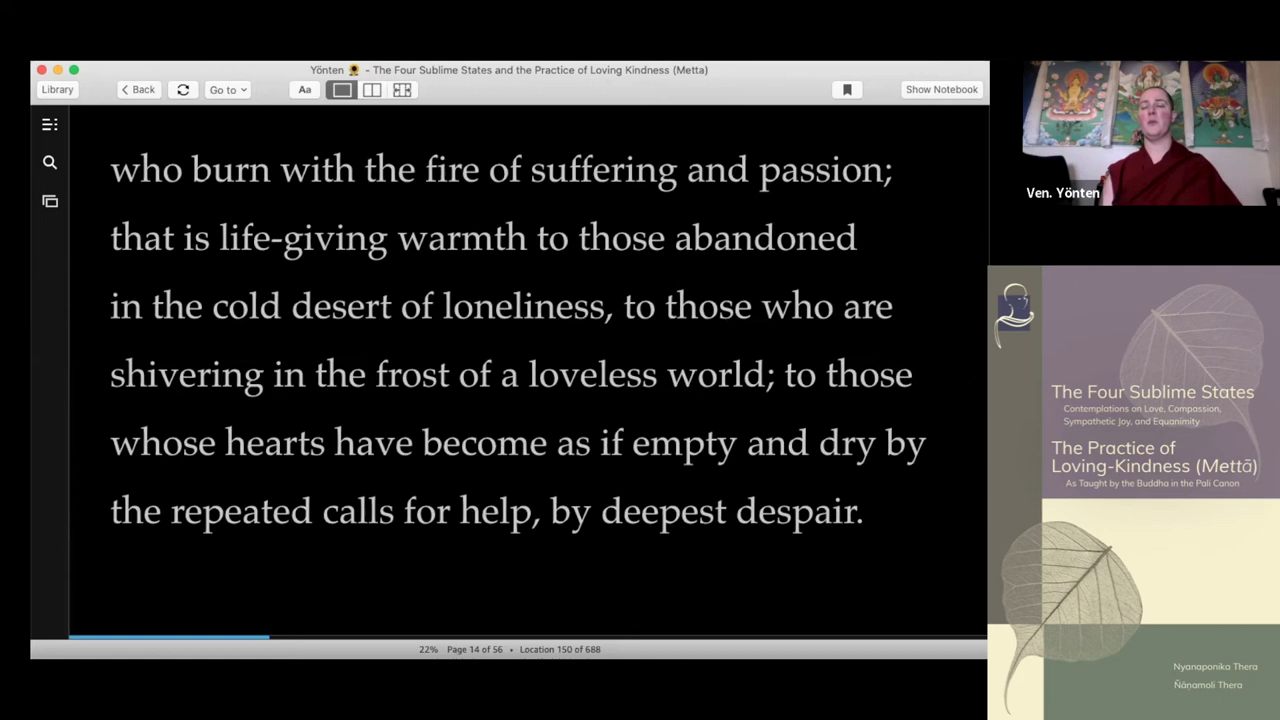 Yönten 🌻 - The Four Sublime States and the Practice of Loving Kindness (Metta)
Library
Back
Go to
Aa
Show Notebook
who burn with the fire of suffering and passion;
that is life-giving warmth to those abandoned
in the cold desert of loneliness, to those who are
shivering in the frost of a loveless world; to those
whose hearts have become as if empty and dry by
the repeated calls for help, by deepest despair.
22% Page 14 of 56 • Location 150 of 688
Ven. Yönten
The Four Sublime States
Contemplations on Love, Compassion,
Sympathetic Joy, and Equanimity
The Practice of
Loving-Kindness (Mettā)
As Taught by the Buddha in the Pali Canon
Nyanaponika Thera
Ñānamoli Thera